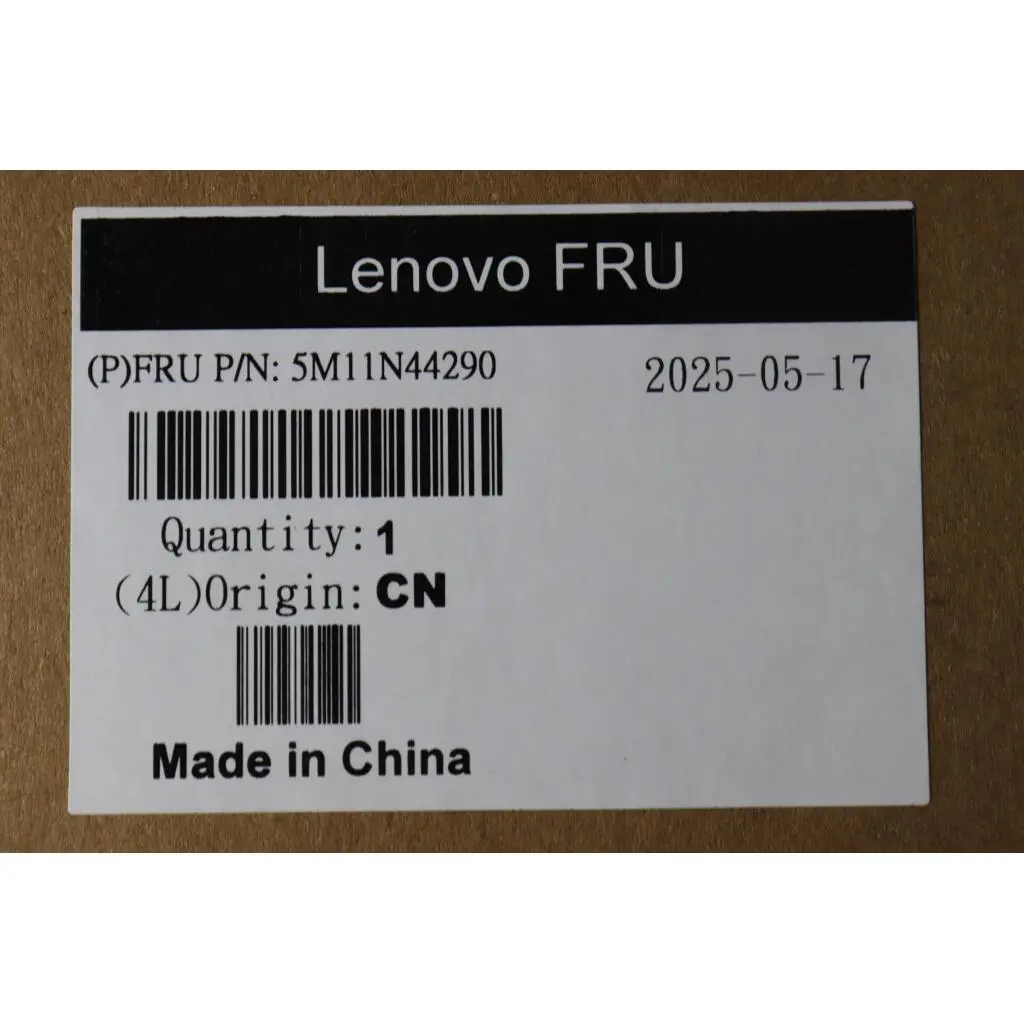 Lenovo FRU
(P)FRU P/N: 5M11N44290
2025-05-17
Quantity: 1
(4L)Origin: CN
Made in China